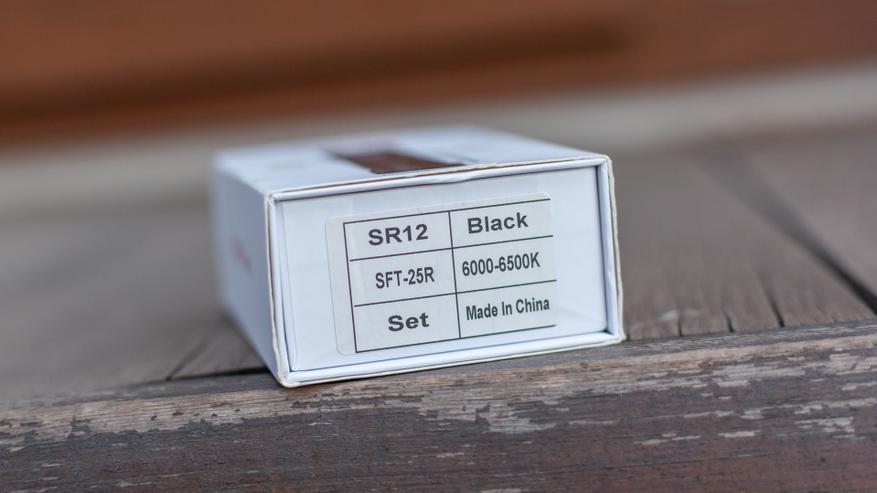 SR12 Black
SFT-25R 6000-6500K
Set Made In China